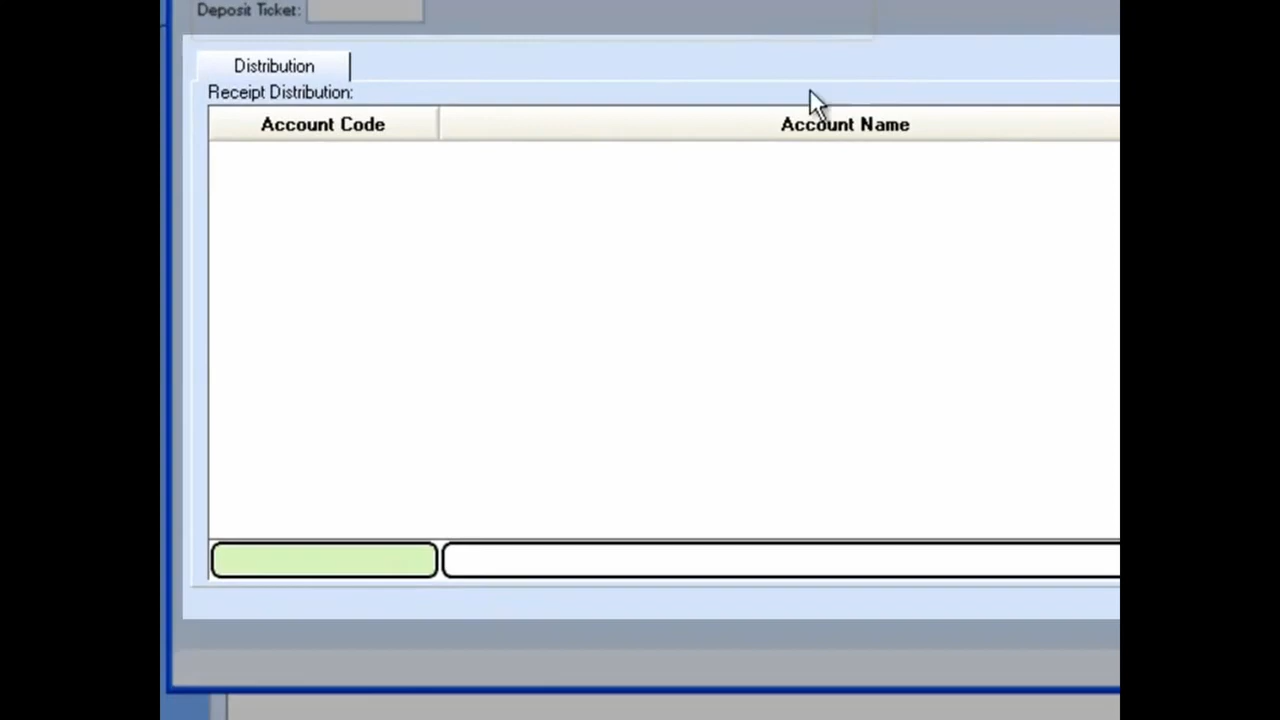 Deposit Ticket:
Distribution
Receipt Distribution:
Account Code
Account Name